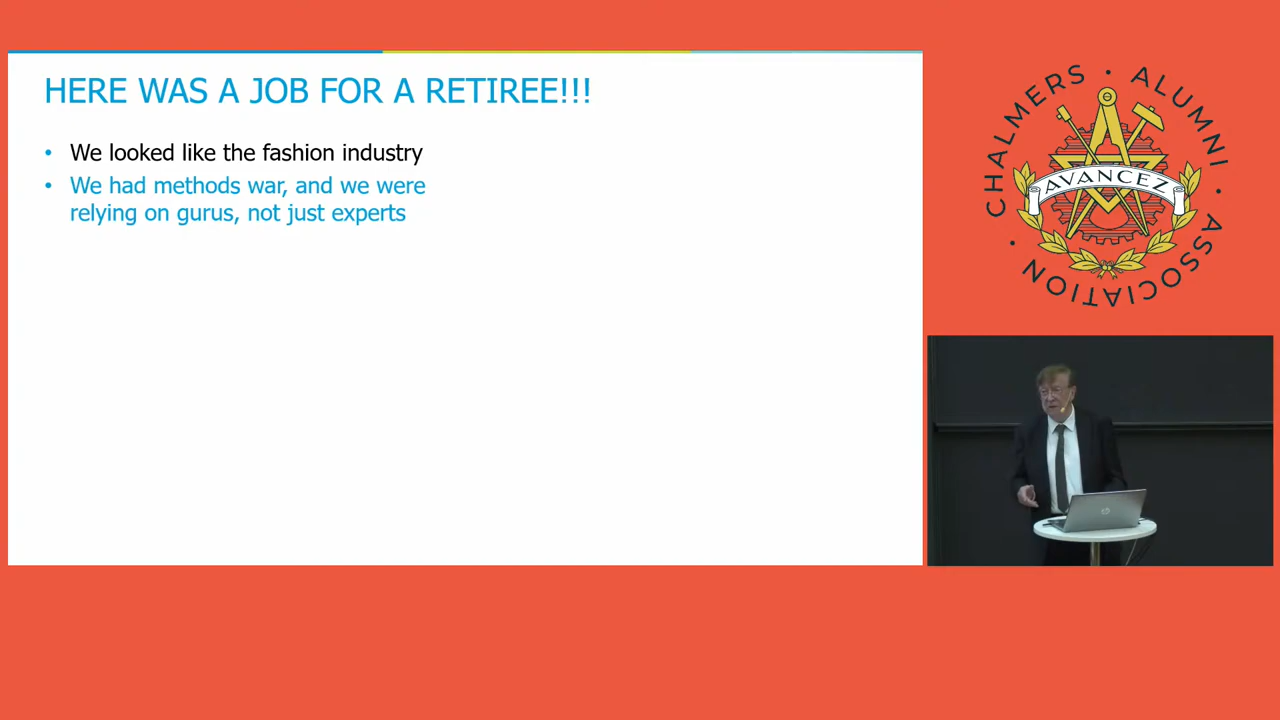 HERE WAS A JOB FOR A RETIREE!!!
• We looked like the fashion industry
• We had methods war, and we were
relying on gurus, not just experts
CHALMERS • ALUMNI • ASSOCIATION •
AVANCEZ